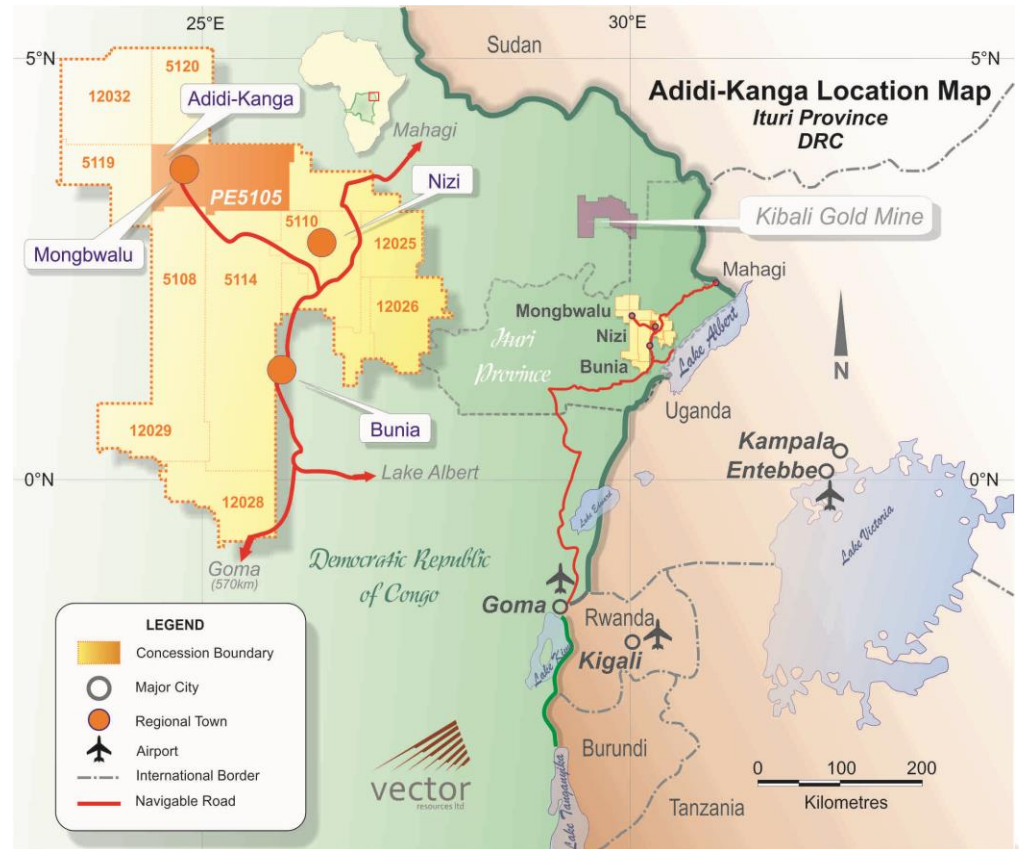 25°E
30°E
5°N
5°N
Sudan
Adidi-Kanga Location Map
Ituri Province
DRC
5120
12032
Adidi-Kanga
Mahagi
5119
PE5105
Nizi
5110
Kibali Gold Mine
Mongbwalu
12025
5108
5114
Mahagi
12026
Mongbwalu
Nizi
Bunia
Lake Albert
Ituri
Province
N
Uganda
Bunia
12029
Kampala
Entebbe
Lake Albert
0°N
0°N
12028
Lake Edward
Lake Victoria
Goma
(570km)
Democratic Republic
of Congo
Goma
Rwanda
Kigali
Lake Kivu
LEGEND
Concession Boundary
Major City
Regional Town
Airport
International Border
Navigable Road
vector
resources ltd
Burundi
Lake Tanganyika
Tanzania
0 100 200
Kilometres